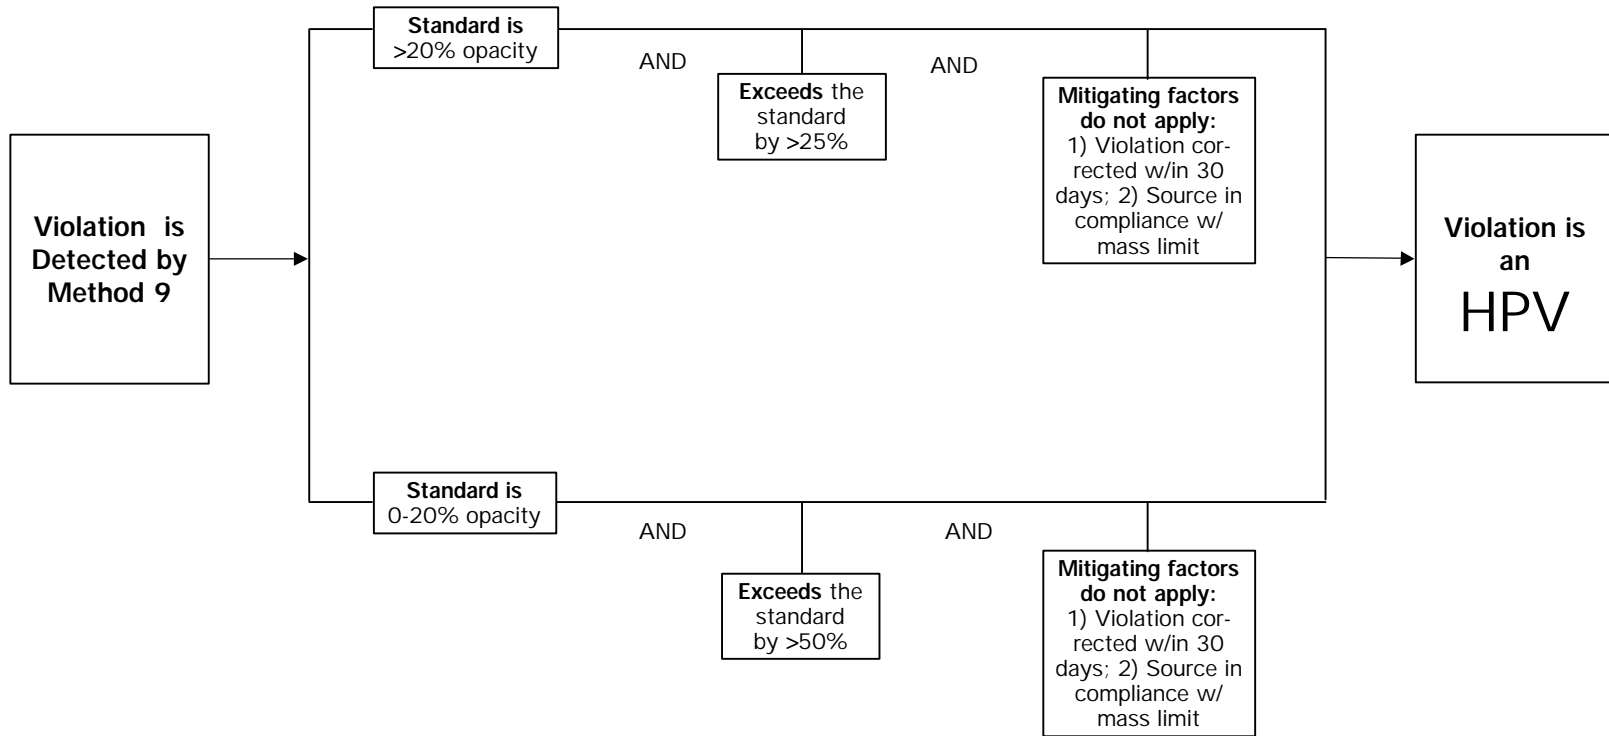 Standard is
>20% opacity
AND
AND
Exceeds the
standard
by >25%
Mitigating factors
do not apply:
1) Violation cor-
rected w/in 30
days; 2) Source in
compliance w/
mass limit
Violation is
Detected by
Method 9
Violation is
an
HPV
Standard is
0-20% opacity
AND
AND
Exceeds the
standard
by >50%
Mitigating factors
do not apply:
1) Violation cor-
rected w/in 30
days; 2) Source in
compliance w/
mass limit